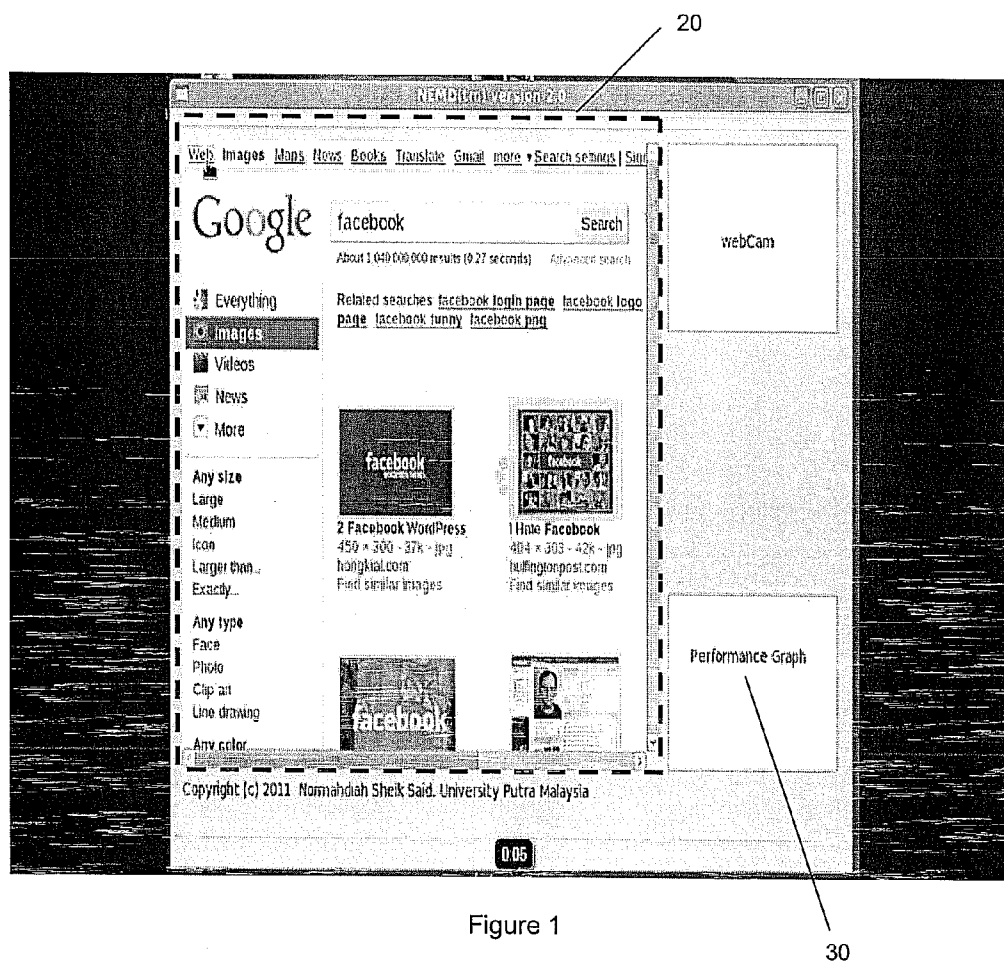 20
NEMD(tm) version 2.0
Web Images Maps News Books Translate Gmail more ▾ Search settings | Sign
Google
facebook
Search
About 1,040,000,000 results (0.27 seconds)
Advanced search
Everything
Images
Videos
News
More
Related searches facebook login page facebook logo
page facebook funny facebook png
Any size
Large
Medium
Icon
Larger than...
Exactly...
Any type
Face
Photo
Clip art
Line drawing
Any color
facebook
2 Facebook WordPress
450 × 300 - 37k - jpg
hongkiat.com
Find similar images
facebook
I Hate Facebook
404 × 303 - 42k - jpg
huffingtonpost.com
Find similar images
facebook
webCam
Performance Graph
Copyright (c) 2011 Normahdiah Sheik Said. University Putra Malaysia
0:05
Figure 1
30